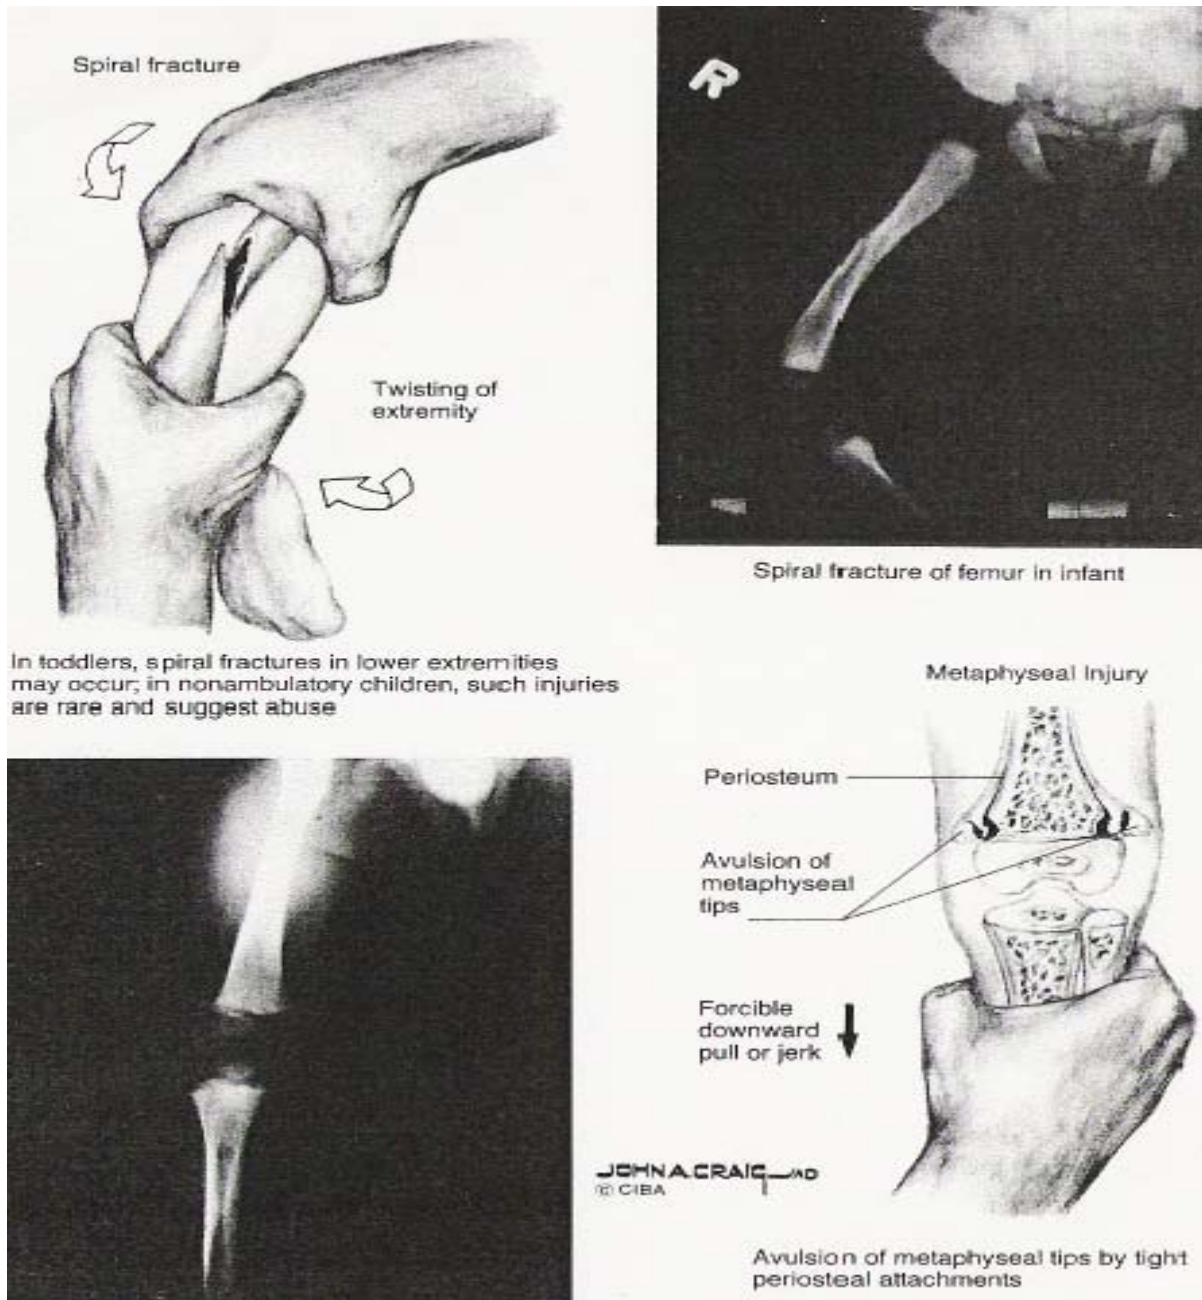 Spiral fracture
R
Twisting of
extremity
Spiral fracture of femur in infant
In toddlers, spiral fractures in lower extremities
may occur; in nonambulatory children, such injuries
are rare and suggest abuse
Metaphyseal Injury
Periosteum
Avulsion of
metaphyseal
tips
Forcible
downward
pull or jerk
JOHN A. CRAIG MD
© CIBA
Avulsion of metaphyseal tips by tight
periosteal attachments